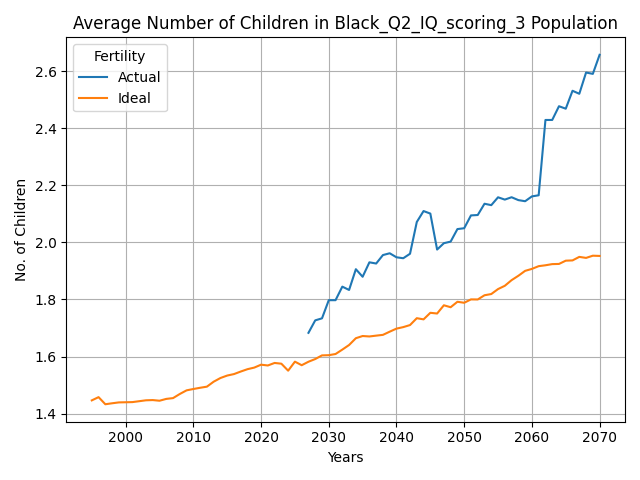 Average Number of Children in Black_Q2_IQ_scoring_3 Population
Fertility
Actual
Ideal
No. of Children
2.6
2.4
2.2
2.0
1.8
1.6
1.4
2000 2010 2020 2030 2040 2050 2060 2070
Years